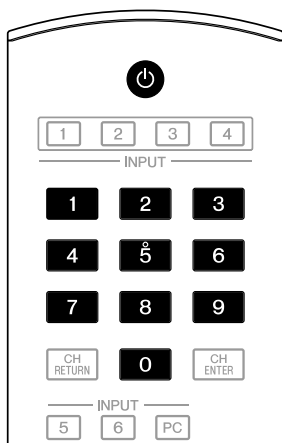 1 2 3 4
INPUT
1 2 3
4 5 6
7 8 9
CH RETURN 0 CH ENTER
INPUT
5 6 PC